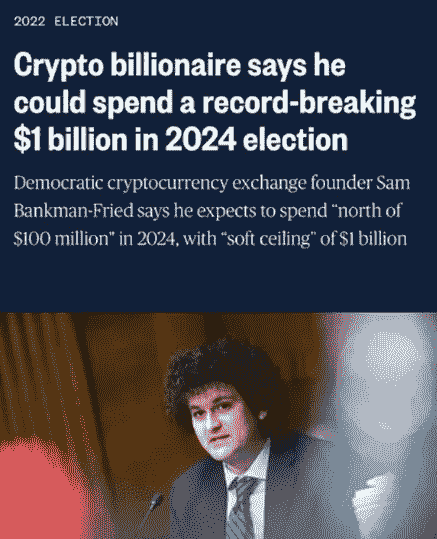 2022 ELECTION
Crypto billionaire says he
could spend a record-breaking
$1 billion in 2024 election
Democratic cryptocurrency exchange founder Sam
Bankman-Fried says he expects to spend “north of
$100 million” in 2024, with “soft ceiling” of $1 billion